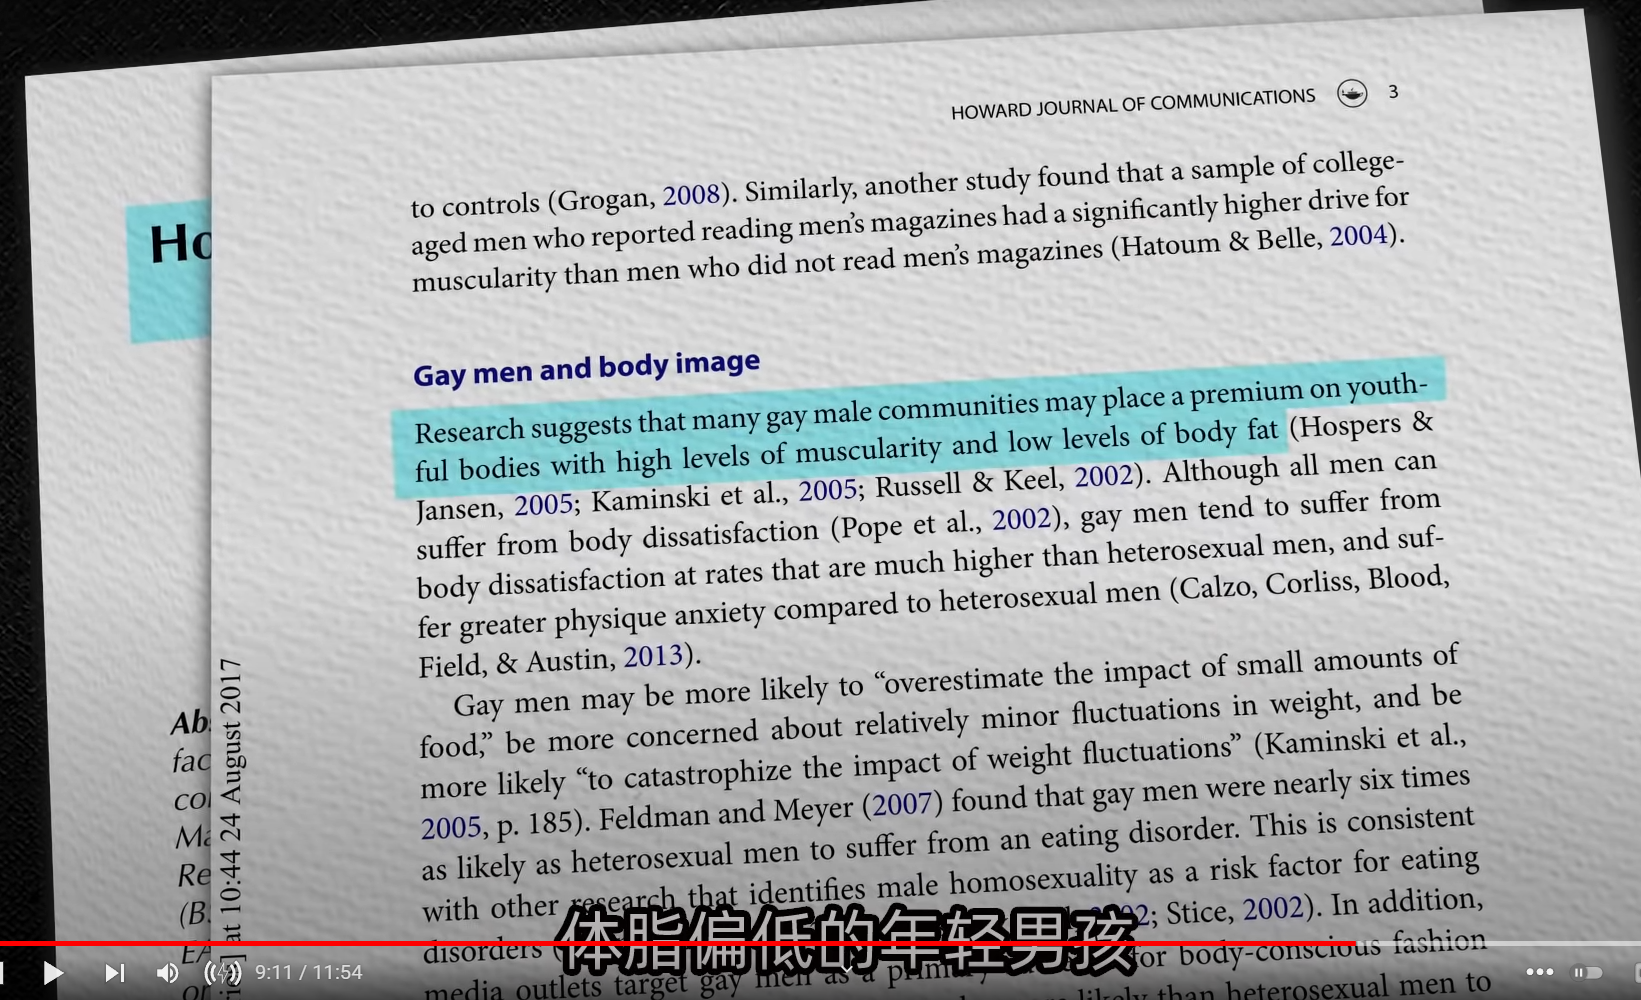 HOWARD JOURNAL OF COMMUNICATIONS 3
to controls (Grogan, 2008). Similarly, another study found that a sample of college-
aged men who reported reading men's magazines had a significantly higher drive for
muscularity than men who did not read men's magazines (Hatoum & Belle, 2004).
Ho
Gay men and body image
Research suggests that many gay male communities may place a premium on youth-
ful bodies with high levels of muscularity and low levels of body fat (Hospers &
Jansen, 2005; Kaminski et al., 2005; Russell & Keel, 2002). Although all men can
suffer from body dissatisfaction (Pope et al., 2002), gay men tend to suffer from
body dissatisfaction at rates that are much higher than heterosexual men, and suf-
fer greater physique anxiety compared to heterosexual men (Calzo, Corliss, Blood,
Field, & Austin, 2013).
Gay men may be more likely to “overestimate the impact of small amounts of
food,” be more concerned about relatively minor fluctuations in weight, and be
more likely “to catastrophize the impact of weight fluctuations” (Kaminski et al.,
2005, p. 185). Feldman and Meyer (2007) found that gay men were nearly six times
as likely as heterosexual men to suffer from an eating disorder. This is consistent
with other research that identifies male homosexuality as a risk factor for eating
disorders 2; Stice, 2002). In addition,
media outlets target gay men as a for body-conscious fashion
likely than heterosexual men to
at 10:44 24 August 2017
Ab
fac
co
Ma
Re
(B.
EA
体脂偏低的年轻男孩
9:11 / 11:54